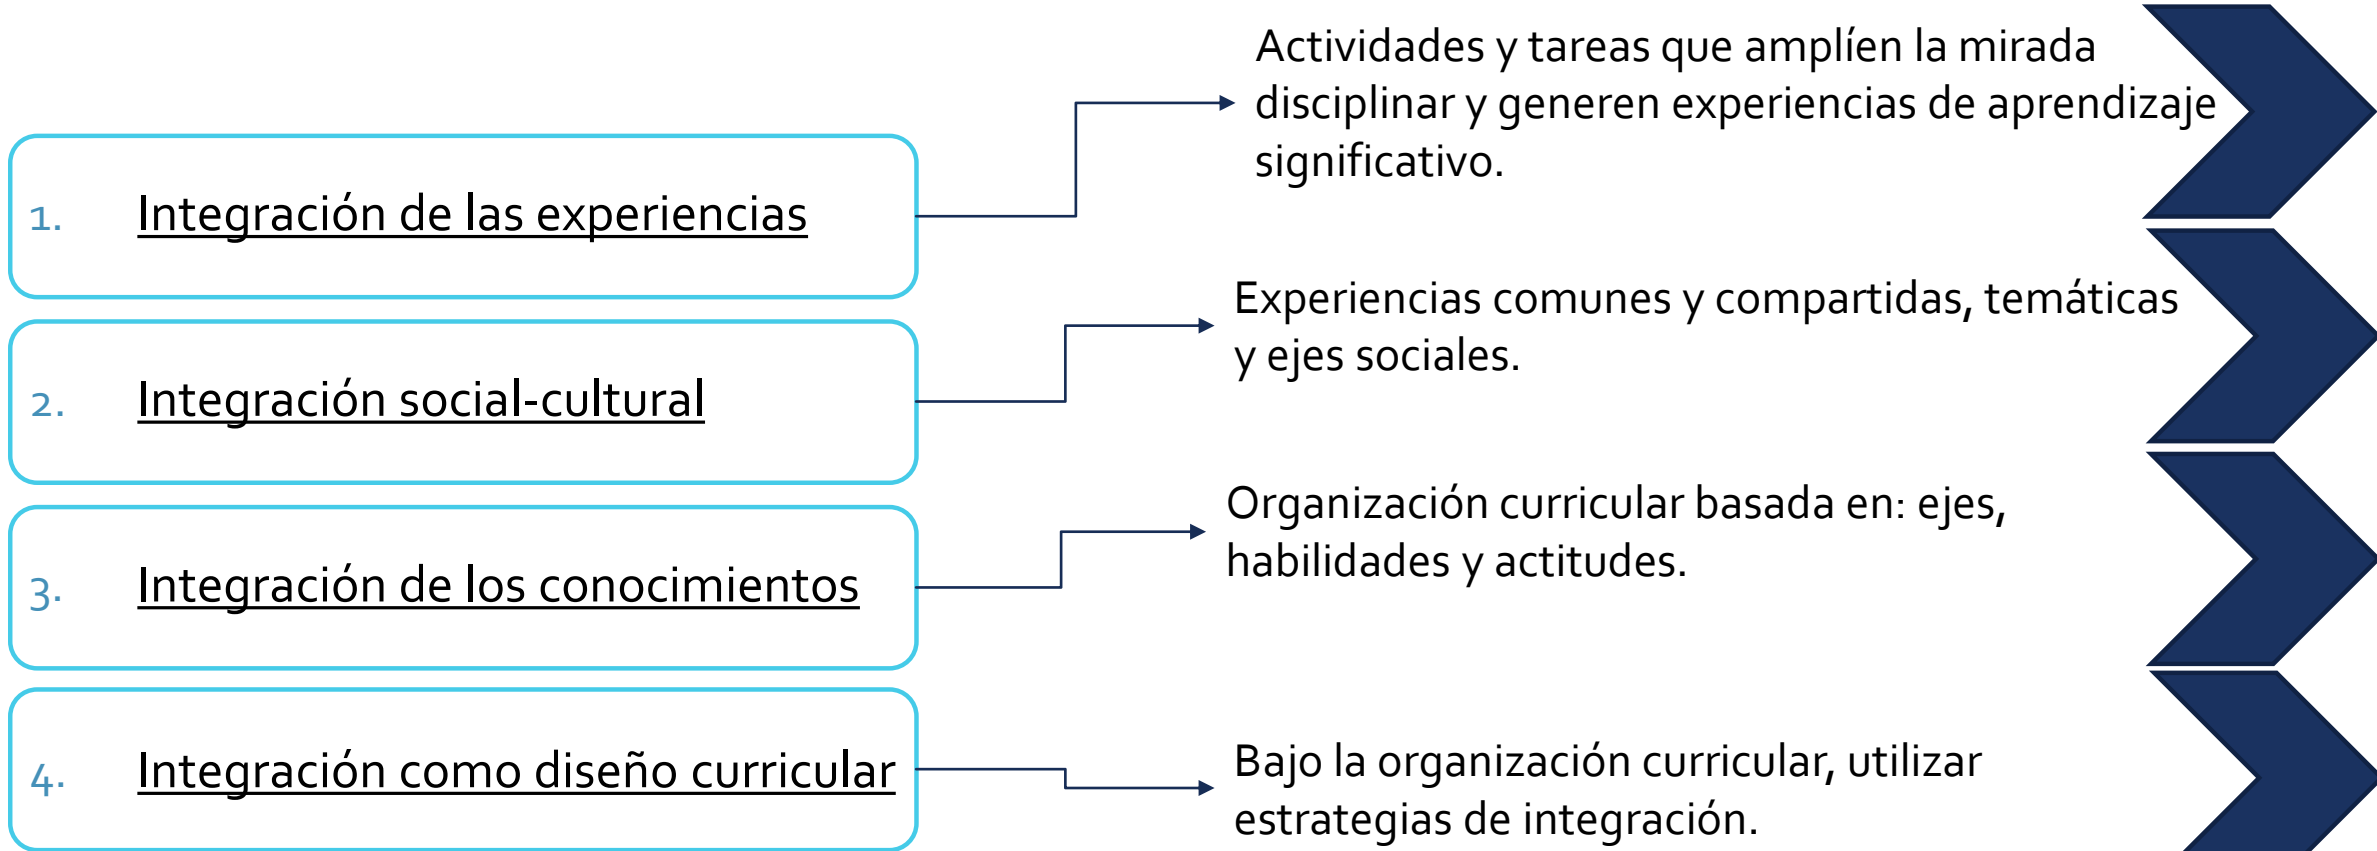 1. Integración de las experiencias
Actividades y tareas que amplíen la mirada
disciplinar y generen experiencias de aprendizaje
significativo.
2. Integración social-cultural
Experiencias comunes y compartidas, temáticas
y ejes sociales.
3. Integración de los conocimientos
Organización curricular basada en: ejes,
habilidades y actitudes.
4. Integración como diseño curricular
Bajo la organización curricular, utilizar
estrategias de integración.